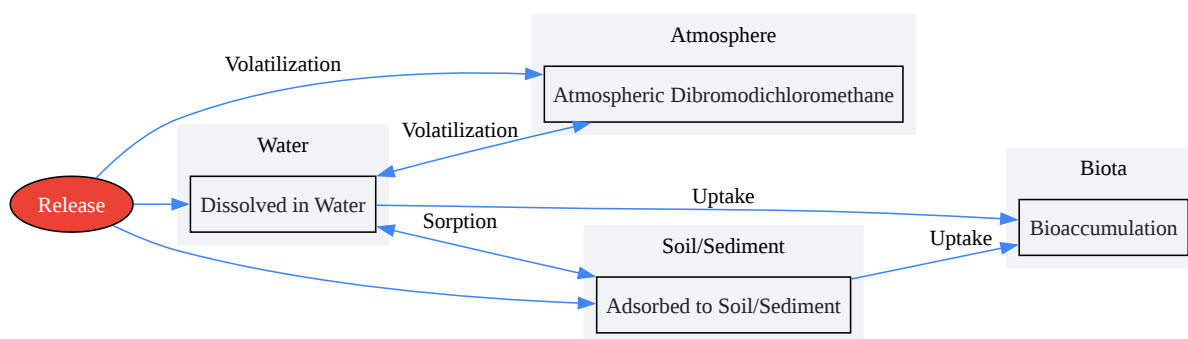 Atmosphere
Volatilization
Atmospheric Dibromodichloromethane
Volatilization
Water
Biota
Release
Dissolved in Water
Uptake
Sorption
Bioaccumulation
Soil/Sediment
Uptake
Adsorbed to Soil/Sediment